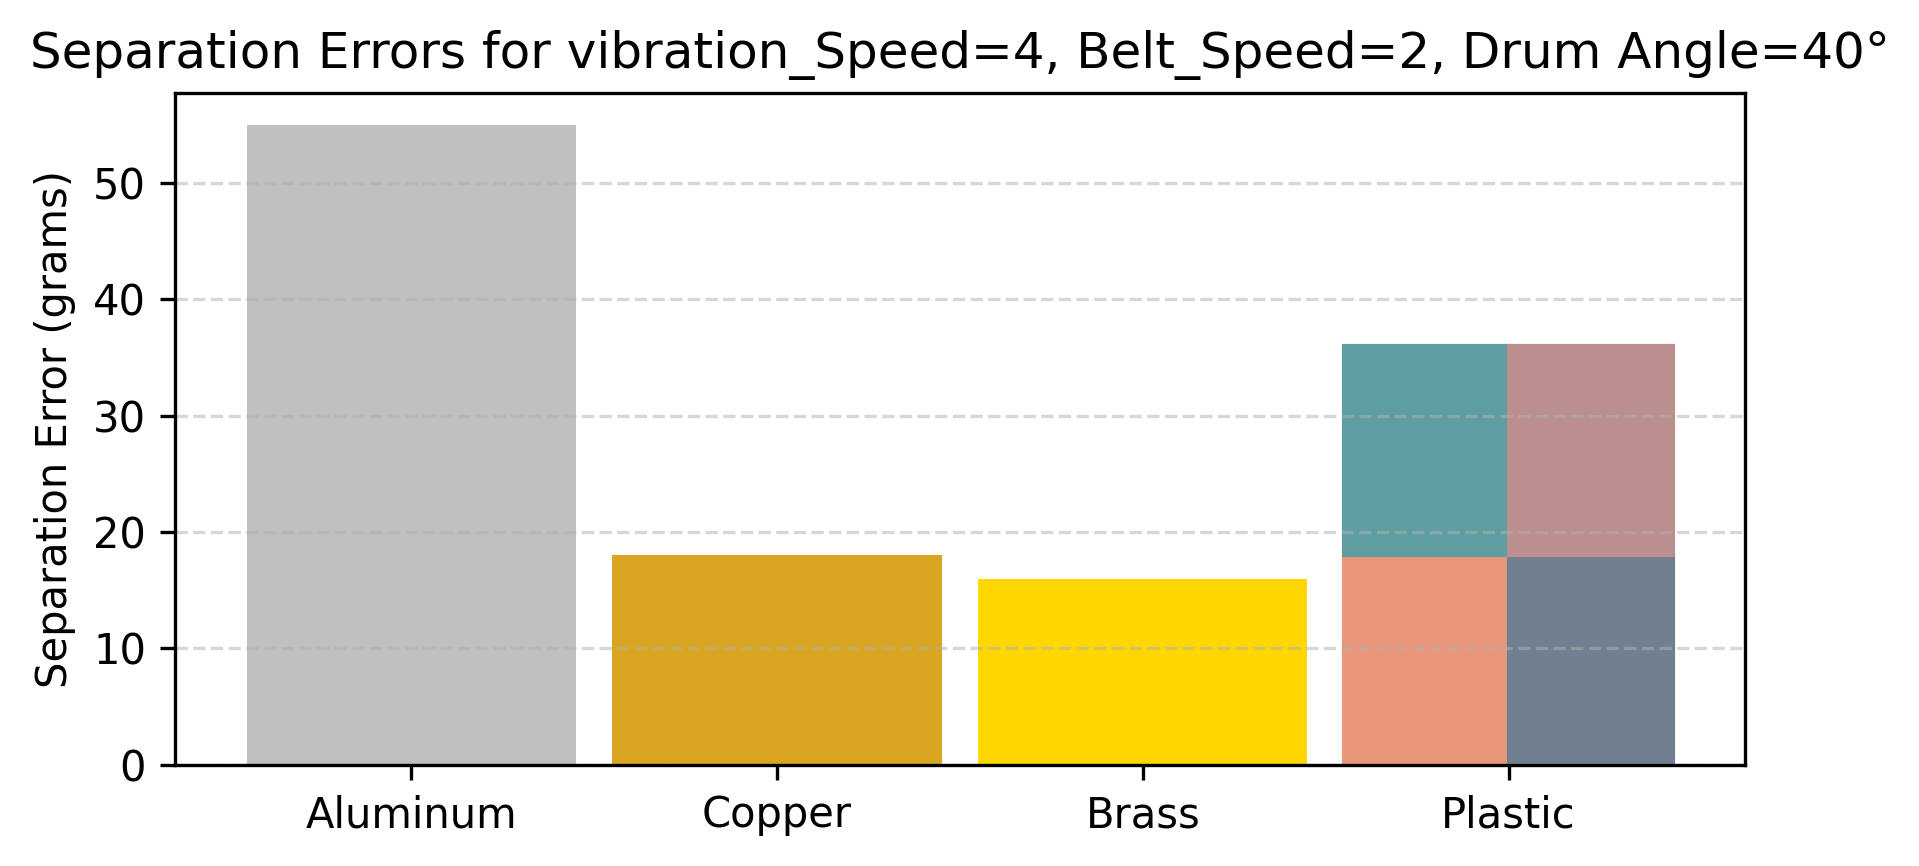 Separation Errors for vibration_Speed=4, Belt_Speed=2, Drum Angle=40°
Separation Error (grams)
50
40
30
20
10
0
Aluminum
Copper
Brass
Plastic